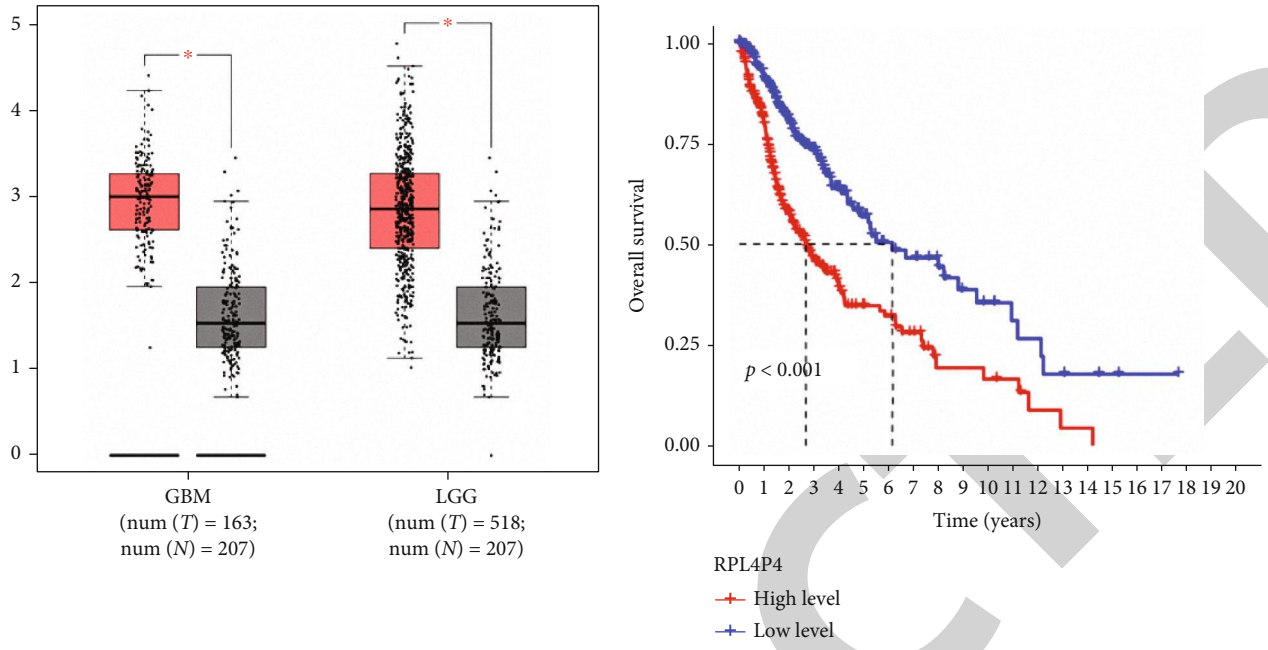 5
4
3
2
1
0
*
*
GBM
(num (T) = 163;
num (N) = 207)
LGG
(num (T) = 518;
num (N) = 207)
Overall survival
1.00
0.75
0.50
0.25
0.00
p < 0.001
0 1 2 3 4 5 6 7 8 9 10 11 12 13 14 15 16 17 18 19 20
Time (years)
RPL4P4
High level
Low level